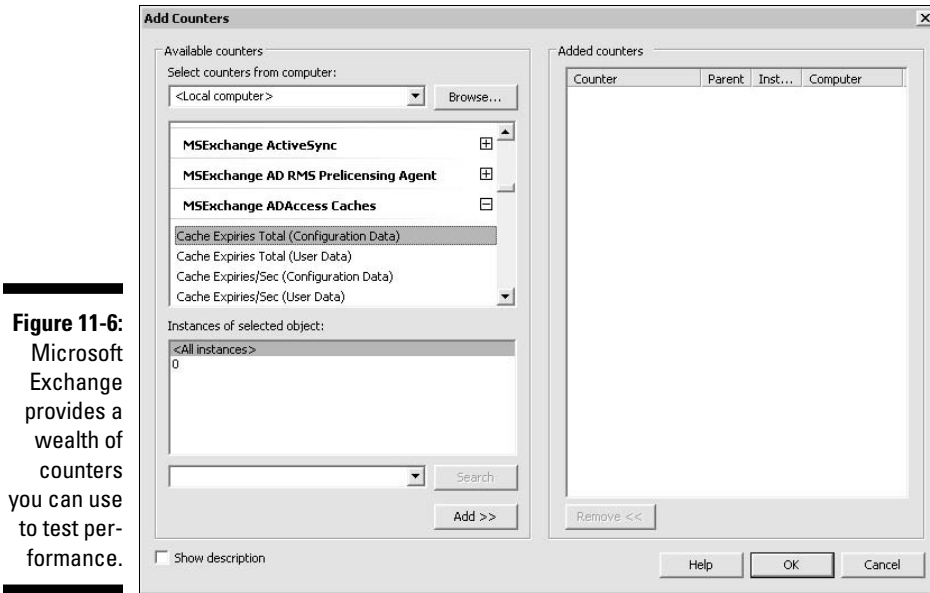 Add Counters
Available counters
Select counters from computer:
<Local computer>
Browse...
MSExchange ActiveSync
MSExchange AD RMS Prelicensing Agent
MSExchange ADAccess Caches
Cache Expiries Total (Configuration Data)
Cache Expiries Total (User Data)
Cache Expiries/Sec (Configuration Data)
Cache Expiries/Sec (User Data)
Instances of selected object:
<All instances>
0
Search
Add >>
Show description
Added counters
Counter Parent Inst... Computer
Remove <<
Help OK Cancel
Figure 11-6:
Microsoft
Exchange
provides a
wealth of
counters
you can use
to test per-
formance.